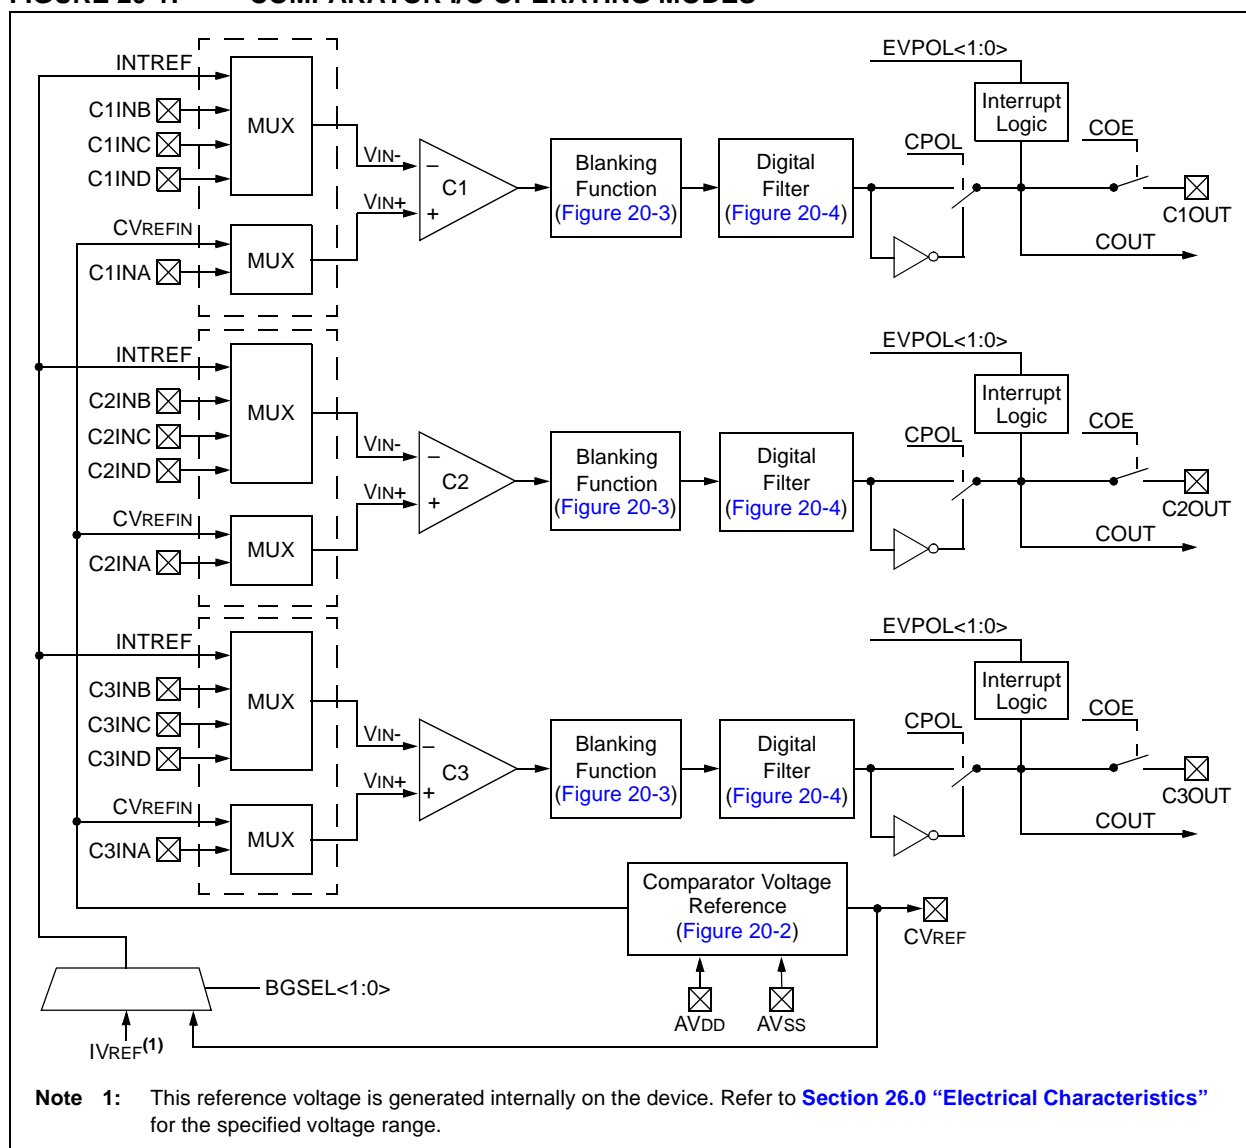 INTREF
C1INB
C1INC
C1IND
MUX
CVREFIN
C1INA
MUX
VIN-
VIN+
–
+
C1
Blanking
Function
(Figure 20-3)
Digital
Filter
(Figure 20-4)
EVPOL<1:0>
Interrupt
Logic
CPOL
COE
C1OUT
COUT
INTREF
C2INB
C2INC
C2IND
MUX
CVREFIN
C2INA
MUX
VIN-
VIN+
–
+
C2
Blanking
Function
(Figure 20-3)
Digital
Filter
(Figure 20-4)
EVPOL<1:0>
Interrupt
Logic
CPOL
COE
C2OUT
COUT
INTREF
C3INB
C3INC
C3IND
MUX
CVREFIN
C3INA
MUX
VIN-
VIN+
–
+
C3
Blanking
Function
(Figure 20-3)
Digital
Filter
(Figure 20-4)
EVPOL<1:0>
Interrupt
Logic
CPOL
COE
C3OUT
COUT
Comparator Voltage
Reference
(Figure 20-2)
CVREF
AVDD
AVSS
BGSEL<1:0>
IVREF(1)
Note 1: This reference voltage is generated internally on the device. Refer to Section 26.0 “Electrical Characteristics”
for the specified voltage range.